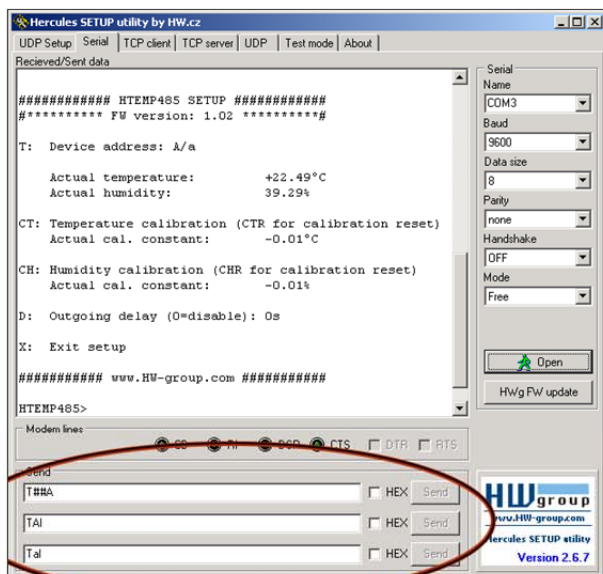 Hercules SETUP utility by HW.cz
UDP Setup Serial TCP client TCP server UDP Test mode About
Recieved/Sent data
############ HTEMP485 SETUP ############
#********** FW version: 1.02 **********#
T: Device address: A/a
Actual temperature: +22.49°C
Actual humidity: 39.29%
CT: Temperature calibration (CTR for calibration reset)
Actual cal. constant: -0.01°C
CH: Humidity calibration (CHR for calibration reset)
Actual cal. constant: -0.01%
D: Outgoing delay (0=disable): 0s
X: Exit setup
########### www.HW-group.com ###########
HTEMP485>
Serial
Name
COM3
Baud
9600
Data size
8
Parity
none
Handshake
OFF
Mode
Free
Open
HWg FW update
Modem lines
CD RI DSR CTS DTR RTS
Send
T##A HEX Send
TAI HEX Send
TaI HEX Send
HW group
www.HW-group.com
Hercules SETUP utility
Version 2.6.7